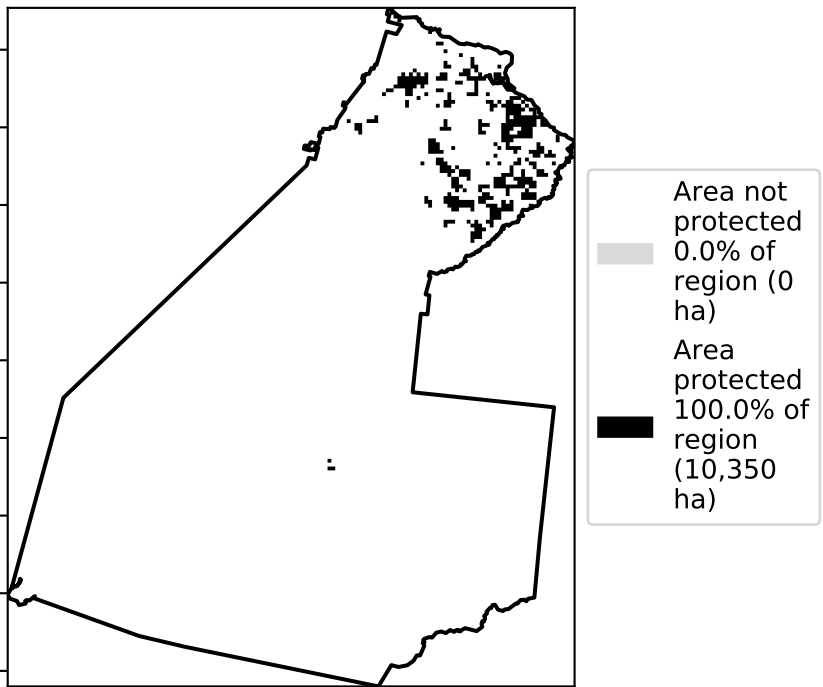 Area not
protected
0.0% of
region (0
ha)
Area
protected
100.0% of
region
(10,350
ha)